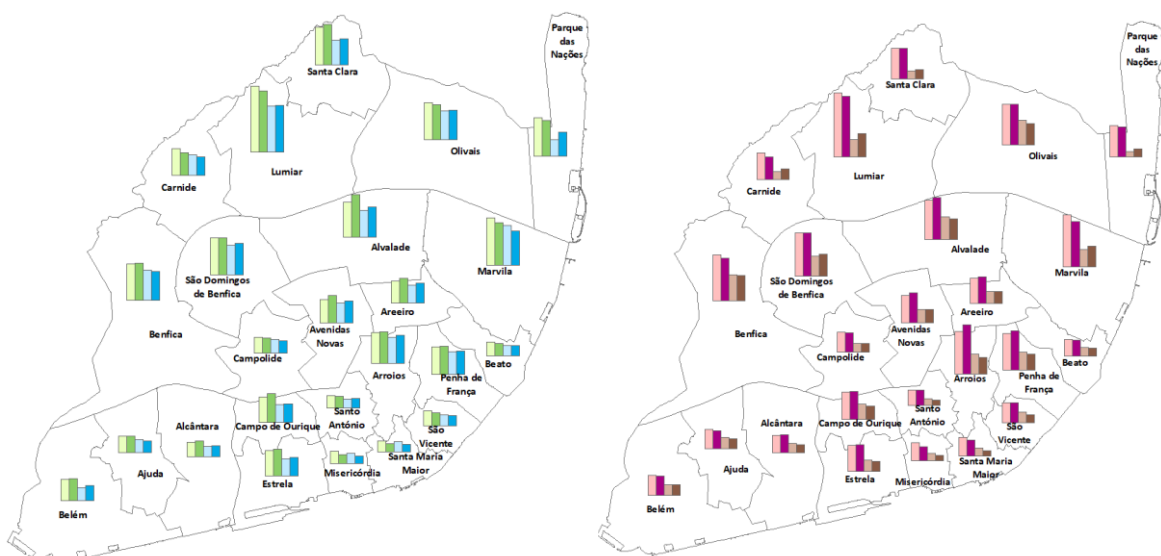 Parque
das
Nações
Santa Clara
Olivais
Lumiar
Carnide
Alvalade
Marvila
São Domingos
de Benfica
Areeiro
Benfica
Avenidas
Novas
Campolide
Beato
Arroios
Penha de
França
Santo
António
Campo de Ourique
Alcântara
São
Vicente
Santa Maria
Maior
Ajuda
Estrela
Misericórdia
Belém
Parque
das
Nações
Santa Clara
Olivais
Lumiar
Carnide
Alvalade
Marvila
São Domingos
de Benfica
Areeiro
Benfica
Avenidas
Novas
Campolide
Beato
Arroios
Penha de
França
Santo
António
Campo de Ourique
Alcântara
São
Vicente
Santa Maria
Maior
Ajuda
Estrela
Misericórdia
Belém